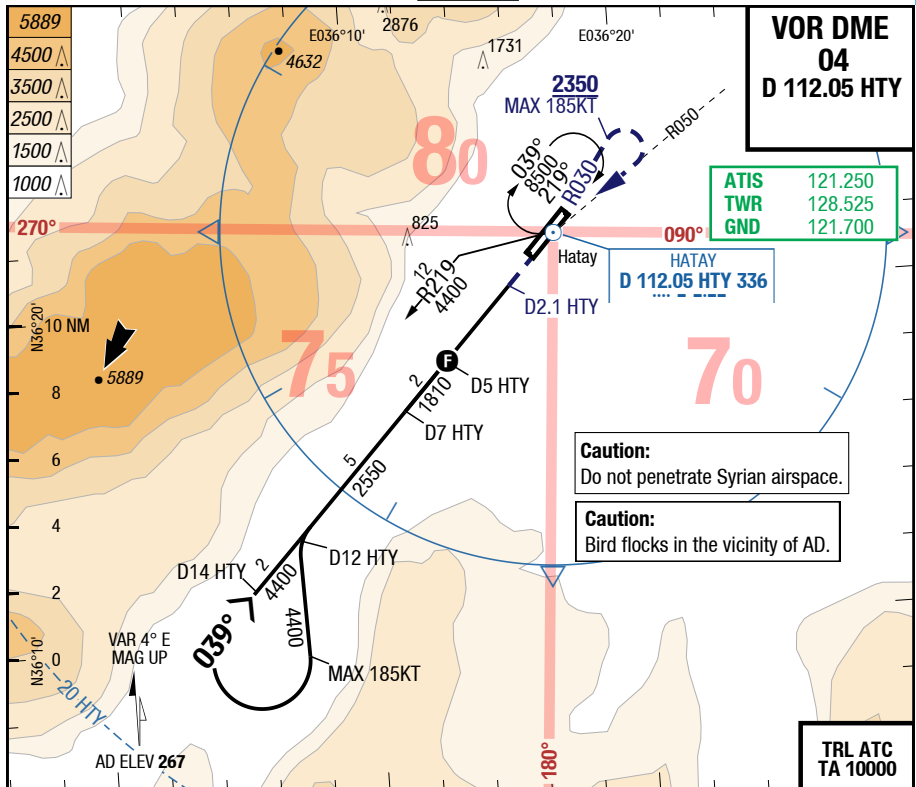 5889
4500
3500
2500
1500
1000
E036°10'
2876
4632
1731
E036°20'
VOR DME
04
D 112.05 HTY
2350
MAX 185KT
R050
80
039°
8500
219°
R030
ATIS 121.250
TWR 128.525
GND 121.700
270°
825
090°
Hatay
HATAY
D 112.05 HTY 336
12
R219
4400
D2.1 HTY
N36°20'
10 NM
5889
75
70
F
D5 HTY
2
1810
8
D7 HTY
6
5
2550
Caution:
Do not penetrate Syrian airspace.
Caution:
Bird flocks in the vicinity of AD.
4
D12 HTY
D14 HTY
2
4400
2
4400
039°
VAR 4° E
MAG UP
N36°10'
0
MAX 185KT
20 HTY
AD ELEV 267
180°
TRL ATC
TA 10000